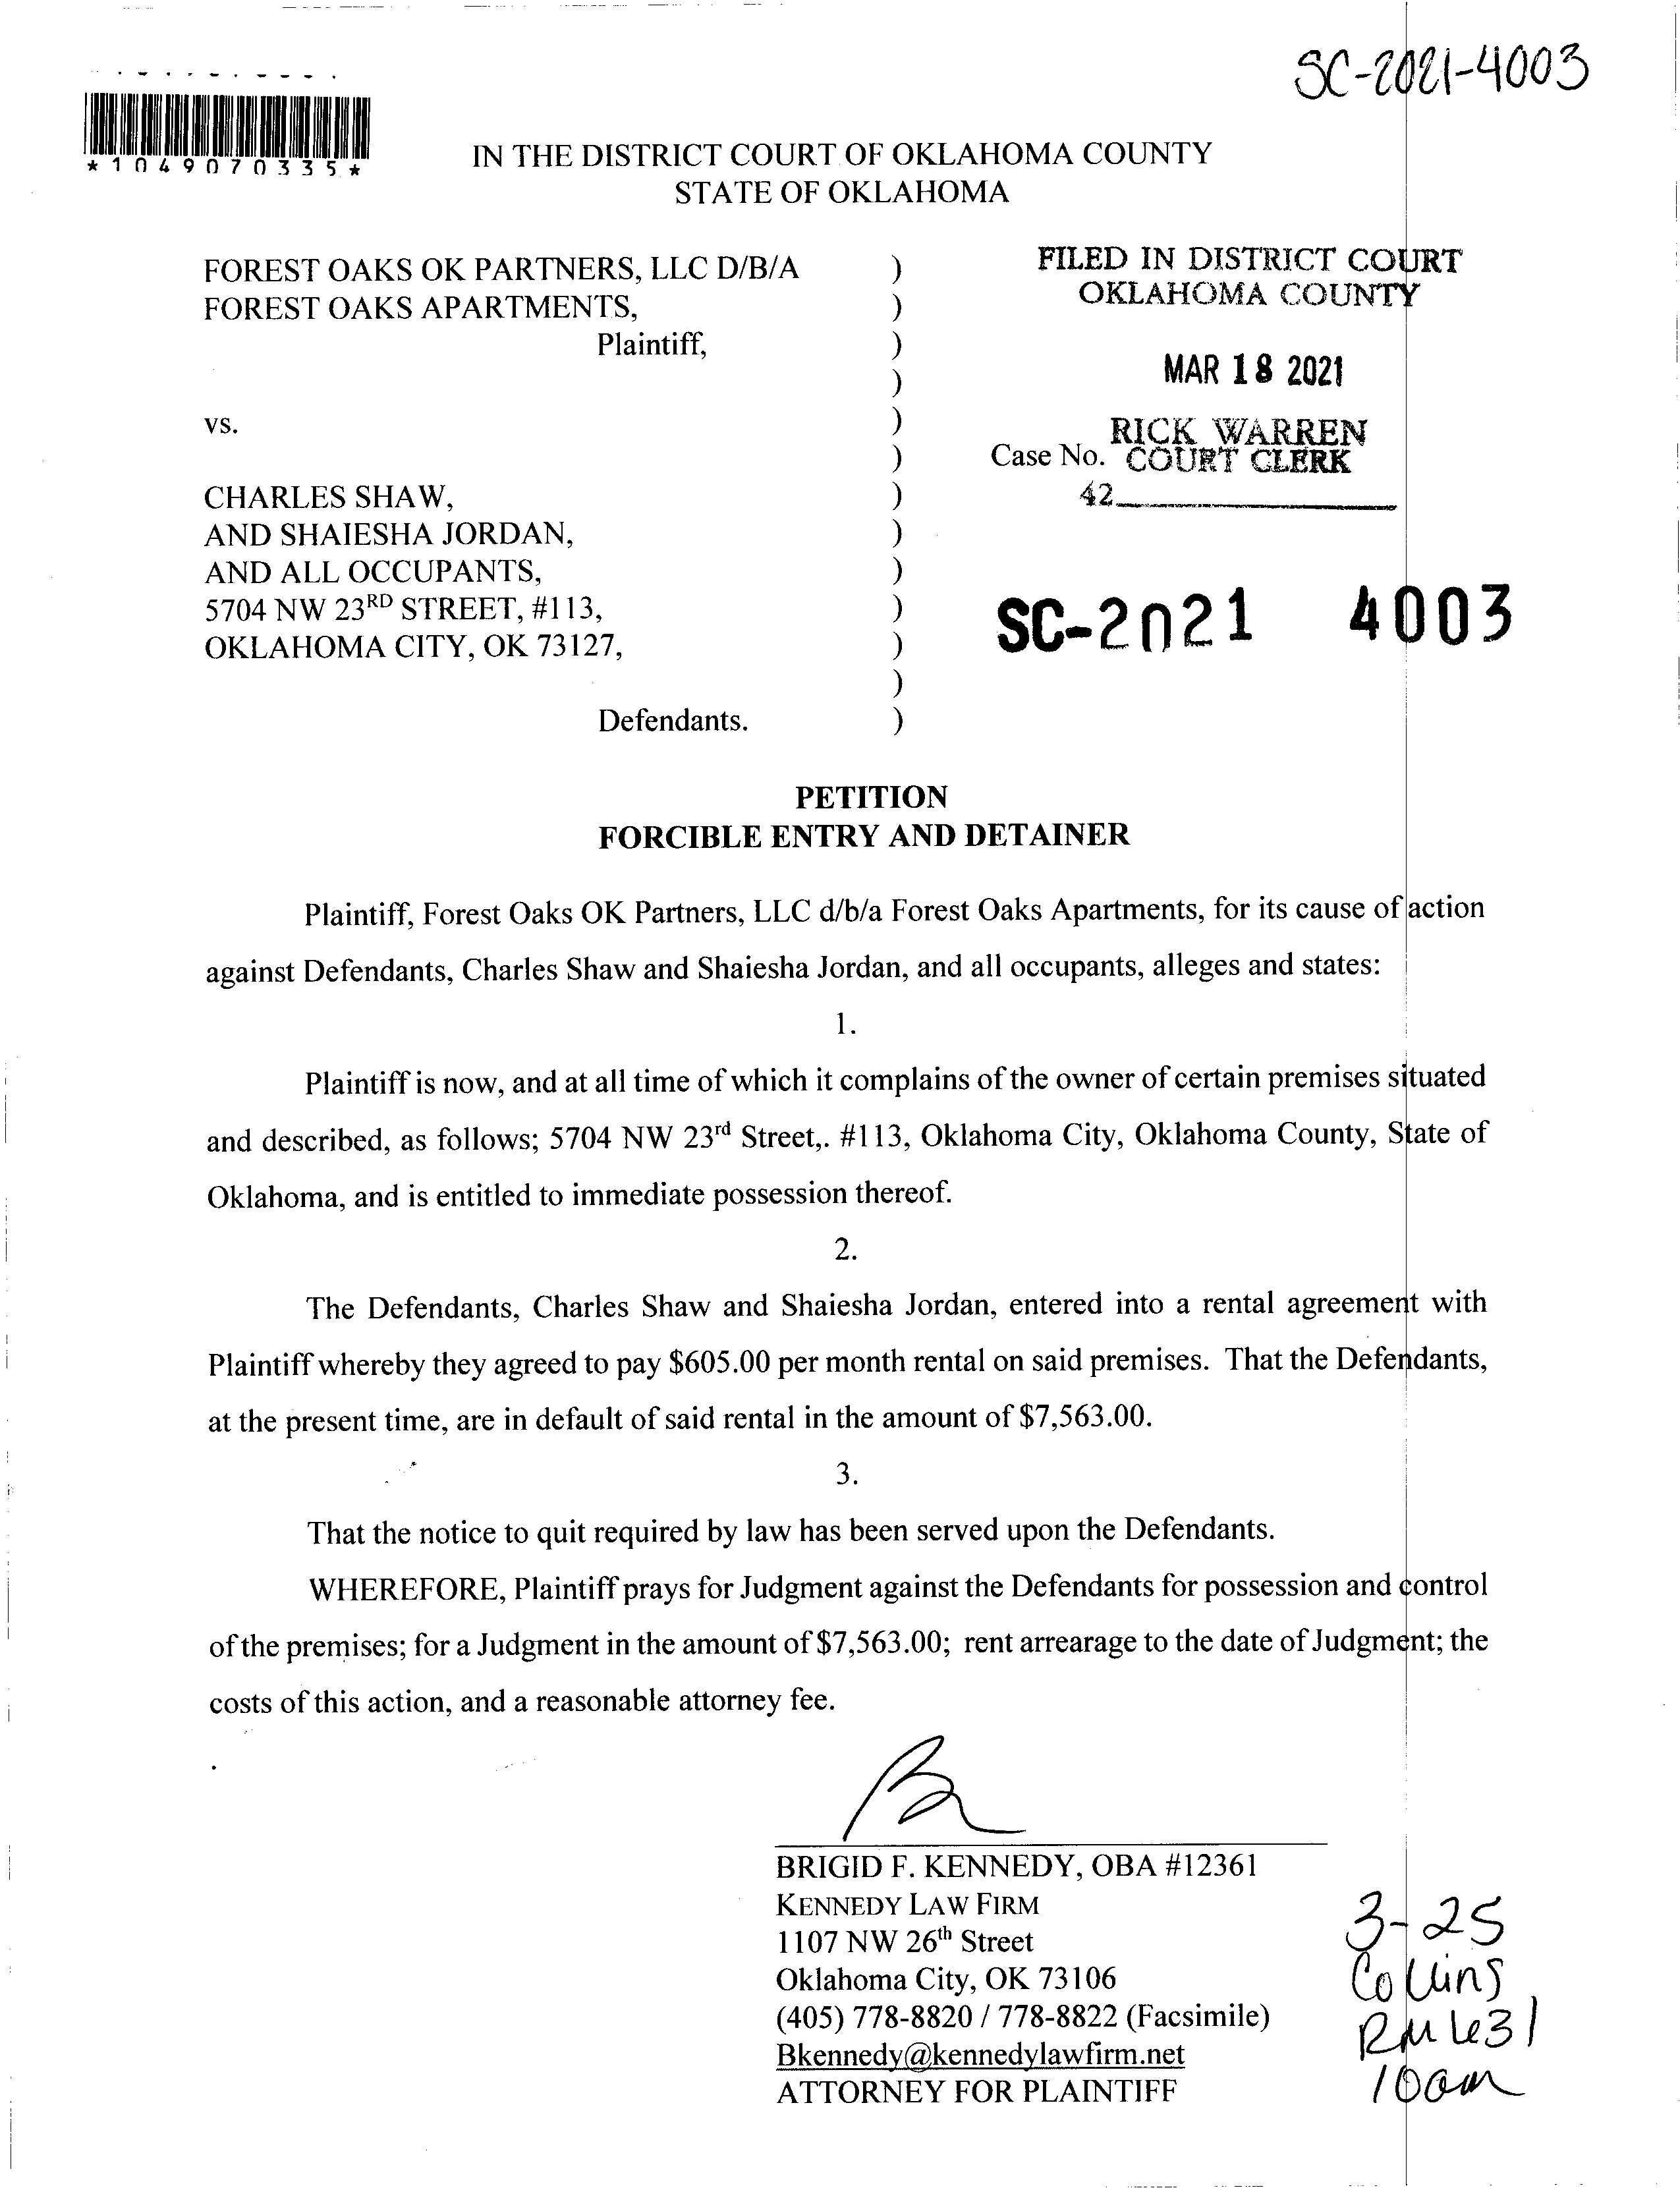 SC-2021-4003
*1049070335*
IN THE DISTRICT COURT OF OKLAHOMA COUNTY
STATE OF OKLAHOMA
FOREST OAKS OK PARTNERS, LLC D/B/A
FOREST OAKS APARTMENTS,
Plaintiff,
vs.
CHARLES SHAW,
AND SHAIESHA JORDAN,
AND ALL OCCUPANTS,
5704 NW 23RD STREET, #113,
OKLAHOMA CITY, OK 73127,
Defendants.
)
)
)
)
)
)
)
)
)
)
)
)
)
FILED IN DISTRICT COURT
OKLAHOMA COUNTY
MAR 18 2021
RICK WARREN
Case No. COURT CLERK
42
SC-2021 4003
PETITION
FORCIBLE ENTRY AND DETAINER
Plaintiff, Forest Oaks OK Partners, LLC d/b/a Forest Oaks Apartments, for its cause of action
against Defendants, Charles Shaw and Shaiesha Jordan, and all occupants, alleges and states:
1.
Plaintiff is now, and at all time of which it complains of the owner of certain premises situated
and described, as follows; 5704 NW 23rd Street,. #113, Oklahoma City, Oklahoma County, State of
Oklahoma, and is entitled to immediate possession thereof.
2.
The Defendants, Charles Shaw and Shaiesha Jordan, entered into a rental agreement with
Plaintiff whereby they agreed to pay $605.00 per month rental on said premises. That the Defendants,
at the present time, are in default of said rental in the amount of $7,563.00.
3.
That the notice to quit required by law has been served upon the Defendants.
WHEREFORE, Plaintiff prays for Judgment against the Defendants for possession and control
of the premises; for a Judgment in the amount of $7,563.00; rent arrearage to the date of Judgment; the
costs of this action, and a reasonable attorney fee.
BRIGID F. KENNEDY, OBA #12361
KENNEDY LAW FIRM
1107 NW 26th Street
Oklahoma City, OK 73106
(405) 778-8820 / 778-8822 (Facsimile)
Bkennedy@kennedylawfirm.net
ATTORNEY FOR PLAINTIFF
3-25
Collins
Rule31
10am